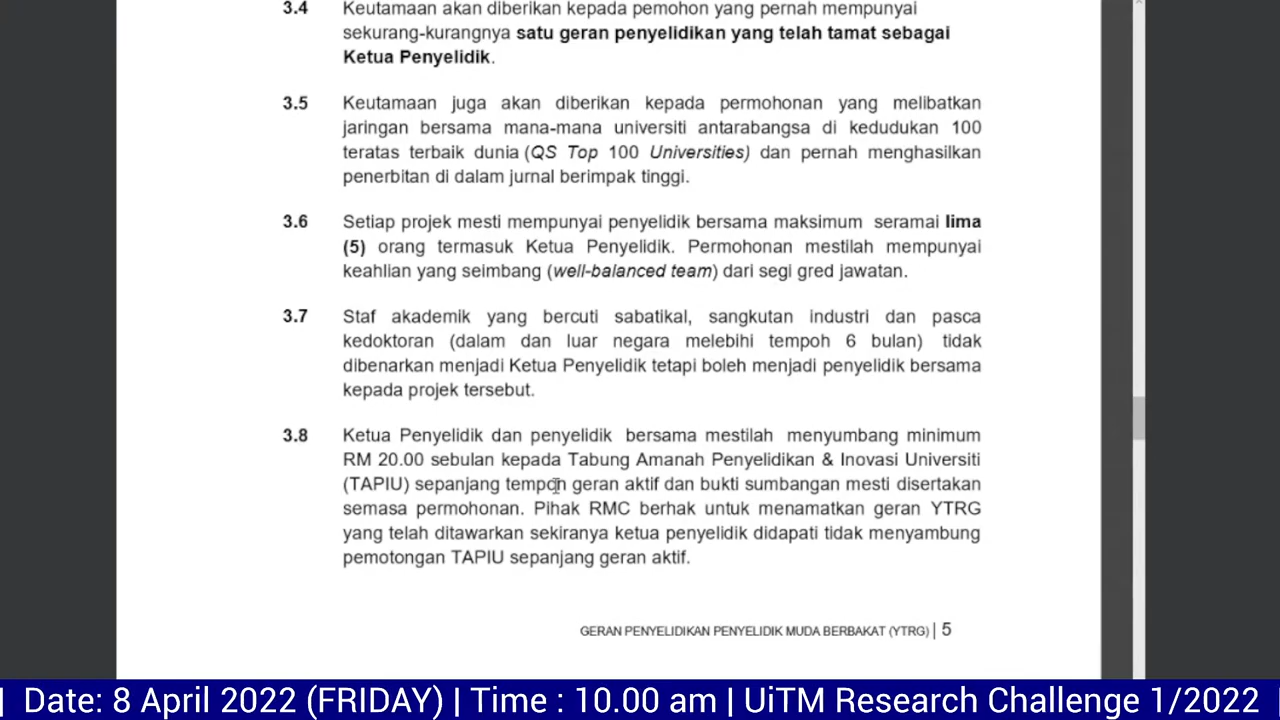 3.4 Keutamaan akan diberikan kepada pemohon yang pernah mempunyai
sekurang-kurangnya satu geran penyelidikan yang telah tamat sebagai
Ketua Penyelidik.
3.5 Keutamaan juga akan diberikan kepada permohonan yang melibatkan
jaringan bersama mana-mana universiti antarabangsa di kedudukan 100
teratas terbaik dunia (QS Top 100 Universities) dan pernah menghasilkan
penerbitan di dalam jurnal berimpak tinggi.
3.6 Setiap projek mesti mempunyai penyelidik bersama maksimum seramai lima
(5) orang termasuk Ketua Penyelidik. Permohonan mestilah mempunyai
keahlian yang seimbang (well-balanced team) dari segi gred jawatan.
3.7 Staf akademik yang bercuti sabatikal, sangkutan industri dan pasca
kedoktoran (dalam dan luar negara melebihi tempoh 6 bulan) tidak
dibenarkan menjadi Ketua Penyelidik tetapi boleh menjadi penyelidik bersama
kepada projek tersebut.
3.8 Ketua Penyelidik dan penyelidik bersama mestilah menyumbang minimum
RM 20.00 sebulan kepada Tabung Amanah Penyelidikan & Inovasi Universiti
(TAPIU) sepanjang tempoh geran aktif dan bukti sumbangan mesti disertakan
semasa permohonan. Pihak RMC berhak untuk menamatkan geran YTRG
yang telah ditawarkan sekiranya ketua penyelidik didapati tidak menyambung
pemotongan TAPIU sepanjang geran aktif.
GERAN PENYELIDIKAN PENYELIDIK MUDA BERBAKAT (YTRG) | 5
| Date: 8 April 2022 (FRIDAY) | Time : 10.00 am | UiTM Research Challenge 1/2022